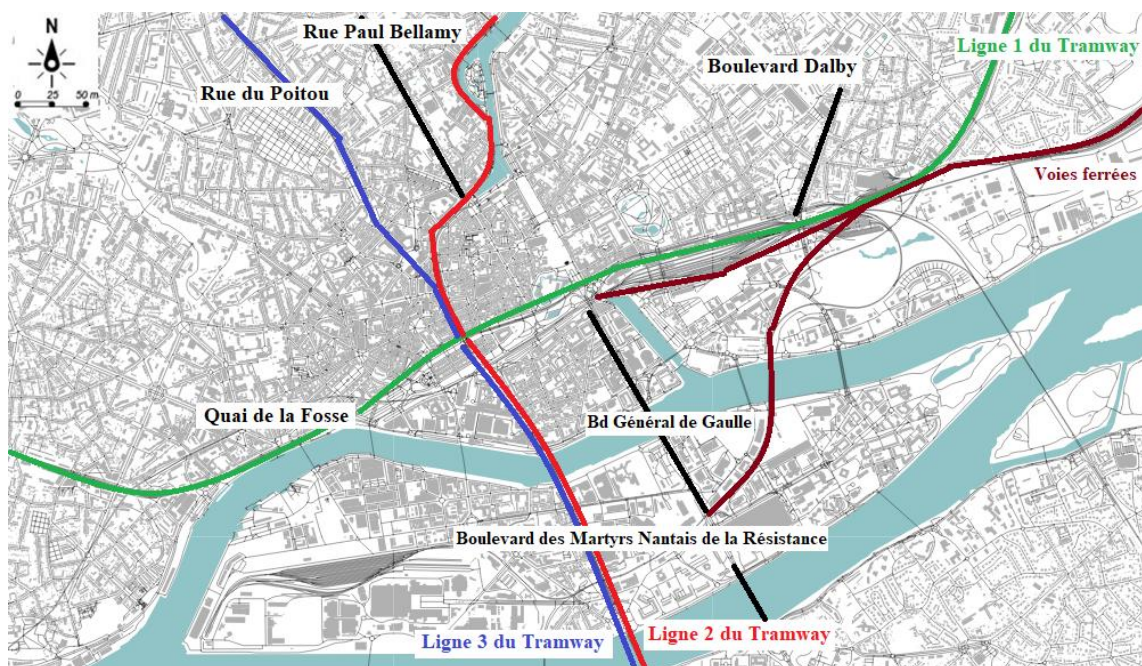 Rue Paul Bellamy
Ligne 1 du Tramway
N
Boulevard Dalby
Rue du Poitou
0 25 50 m
Voies ferrées
Quai de la Fosse
Bd Général de Gaulle
Boulevard des Martyrs Nantais de la Résistance
Ligne 3 du Tramway
Ligne 2 du Tramway